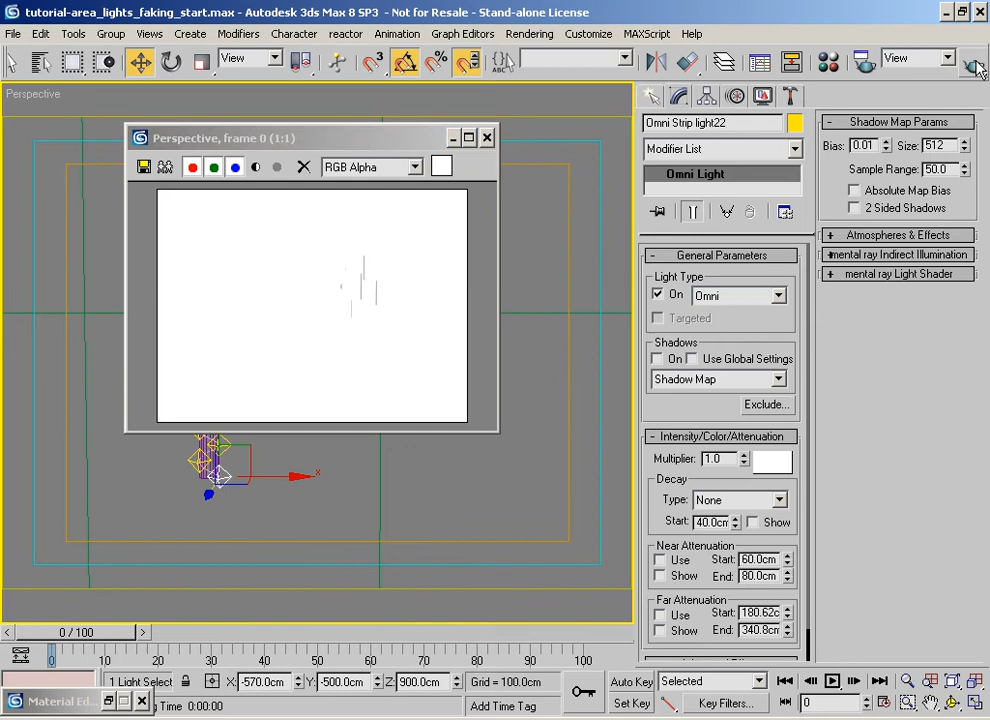 tutorial-area_lights_faking_start.max - Autodesk 3ds Max 8 SP3 - Not for Resale - Stand-alone License
File Edit Tools Group Views Create Modifiers Character reactor Animation Graph Editors Rendering Customize MAXScript Help
View 3 % ABC View
Perspective
Perspective, frame 0 (1:1)
RGB Alpha
Omni Strip light22
Modifier List
Omni Light
General Parameters
Light Type
On Omni
Targeted
Shadows
On Use Global Settings
Shadow Map
Exclude...
Intensity/Color/Attenuation
Multiplier: 1.0
Decay
Type: None
Start: 40.0cm Show
Near Attenuation
Use Start: 60.0cm
Show End: 80.0cm
Far Attenuation
Use Start: 180.62c
Show End: 340.8cm
Shadow Map Params
Bias: 0.01 Size: 512
Sample Range: 50.0
Absolute Map Bias
2 Sided Shadows
Atmospheres & Effects
mental ray Indirect Illumination
mental ray Light Shader
x
0 / 100
0 10 20 30 40 50 60 70 80 90 100
1 Light Select X: -570.0cm Y: -500.0cm Z: 900.0cm Grid = 100.0cm Auto Key Selected
Material Ed... g Time 0:00:00 Add Time Tag Set Key Key Filters... 0